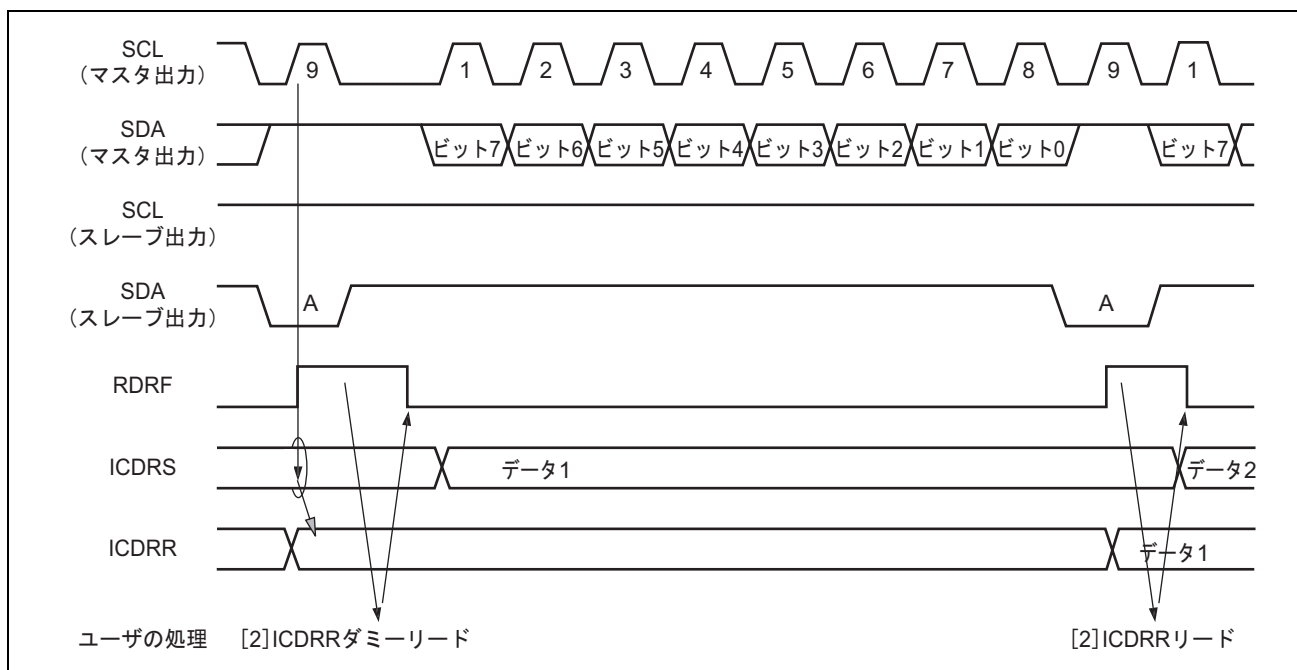 SCL
（マスタ出力）
9 1 2 3 4 5 6 7 8 9 1
SDA
（マスタ出力）
ビット7 ビット6 ビット5 ビット4 ビット3 ビット2 ビット1 ビット0 ビット7
SCL
（スレーブ出力）
SDA
（スレーブ出力）
A A
RDRF
ICDRS
データ1 データ2
ICDRR
データ1
ユーザの処理 [2]ICDRRダミーリード [2]ICDRRリード